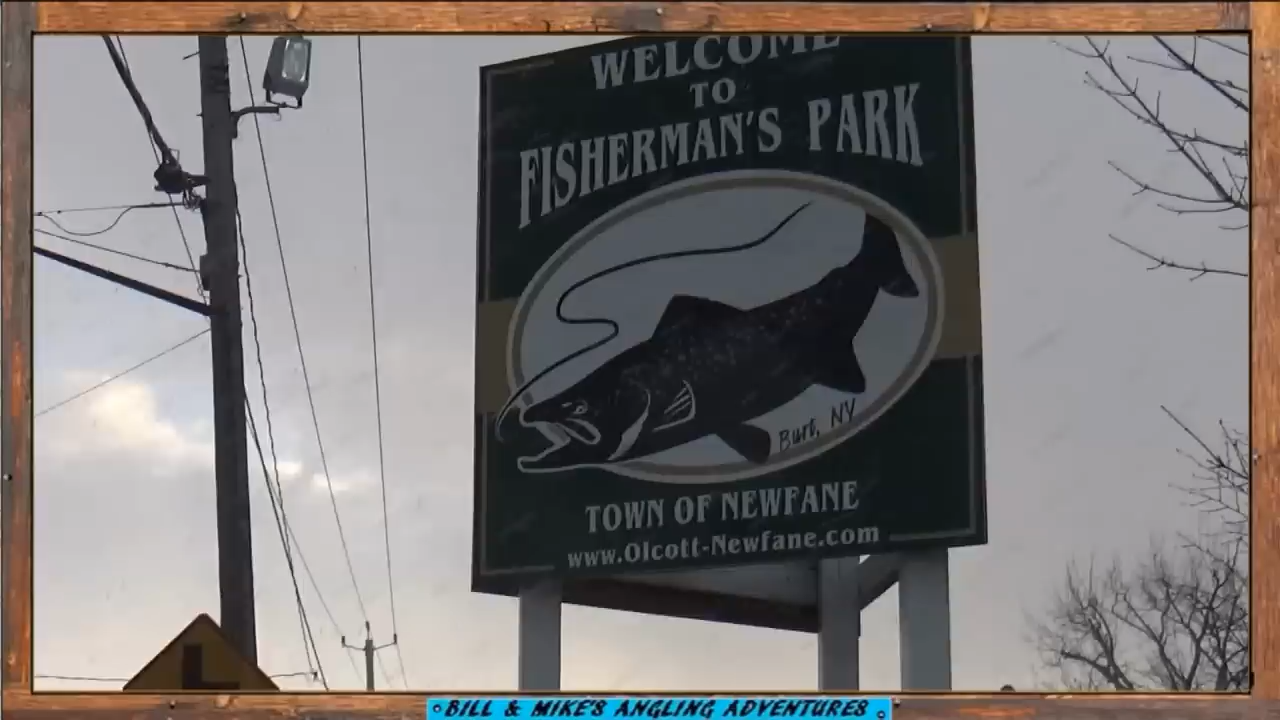 WELCOME
TO
FISHERMAN'S PARK
Burt, NY
TOWN OF NEWFANE
www.Olcott-Newfane.com
BILL & MIKE'S ANGLING ADVENTURES